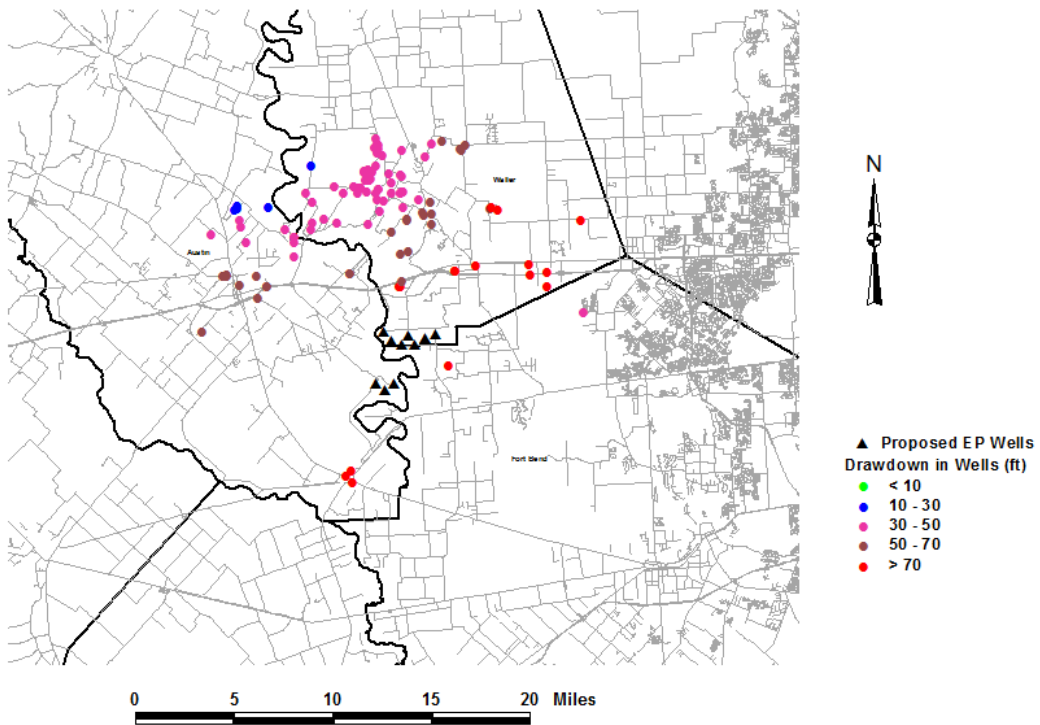 N
Waller
Austin
Fort Bend
▲ Proposed EP Wells
Drawdown in Wells (ft)
< 10
10 - 30
30 - 50
50 - 70
> 70
0 5 10 15 20 Miles